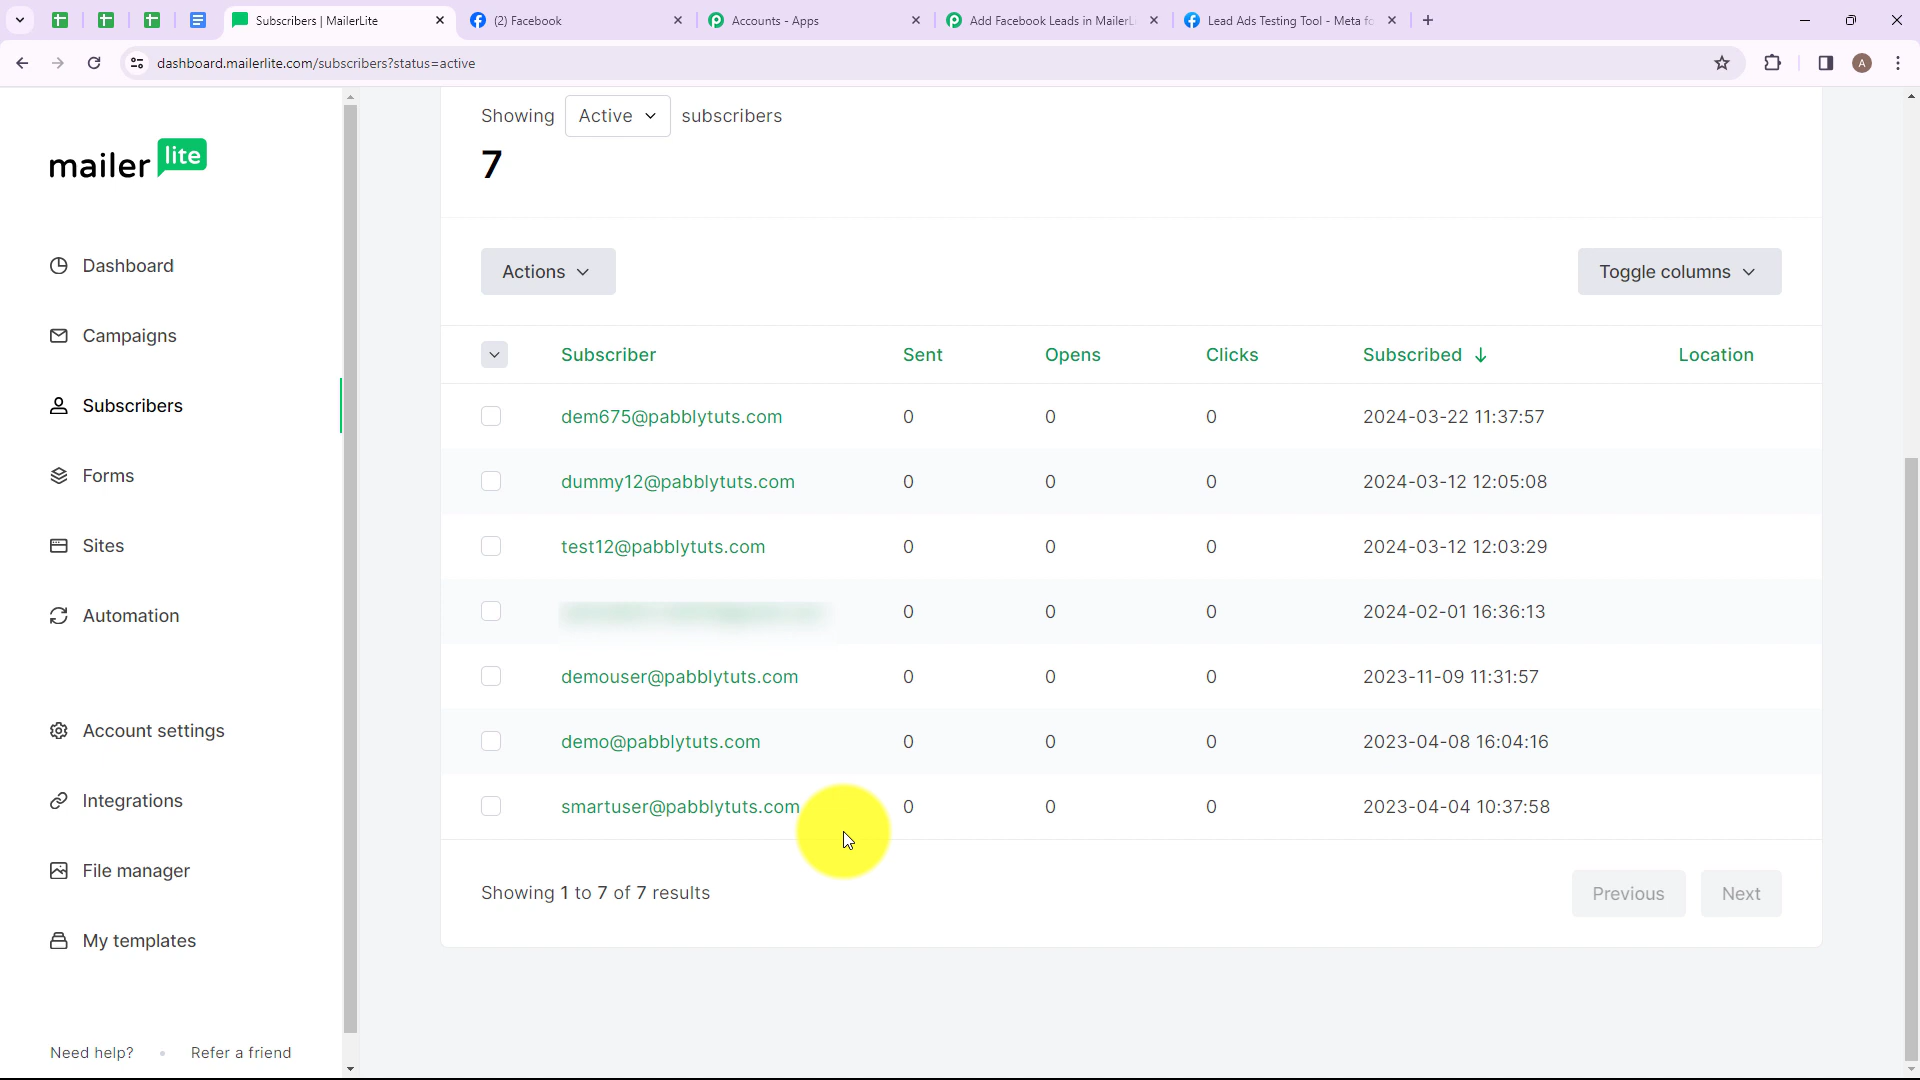 Subscribers | MailerLite
(2) Facebook
Accounts - Apps
Add Facebook Leads in MailerL
Lead Ads Testing Tool - Meta fo
dashboard.mailerlite.com/subscribers?status=active
A
mailer lite
Dashboard
Campaigns
Subscribers
Forms
Sites
Automation
Account settings
Integrations
File manager
My templates
Need help? • Refer a friend
Showing Active subscribers
7
Actions
Toggle columns
Subscriber Sent Opens Clicks Subscribed Location
dem675@pabblytuts.com 0 0 0 2024-03-22 11:37:57
dummy12@pabblytuts.com 0 0 0 2024-03-12 12:05:08
test12@pabblytuts.com 0 0 0 2024-03-12 12:03:29
0 0 0 2024-02-01 16:36:13
demouser@pabblytuts.com 0 0 0 2023-11-09 11:31:57
demo@pabblytuts.com 0 0 0 2023-04-08 16:04:16
smartuser@pabblytuts.com 0 0 0 2023-04-04 10:37:58
Showing 1 to 7 of 7 results
Previous
Next